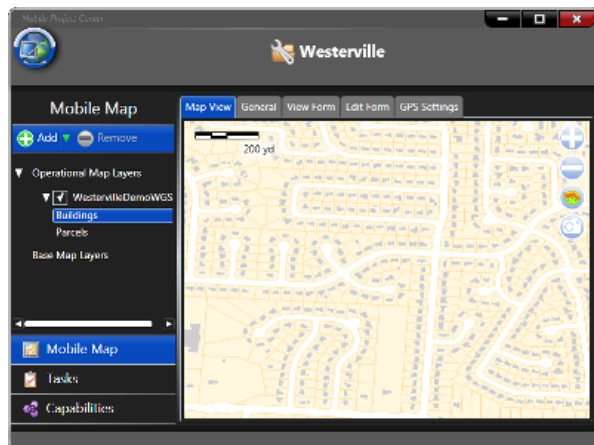 Mobile Project Center
Westerville
Mobile Map
Add
Remove
Operational Map Layers
WestervilleDemoWGS
Buildings
Parcels
Base Map Layers
Mobile Map
Tasks
Capabilities
Map View
General
View Form
Edit Form
GPS Settings
200 yd